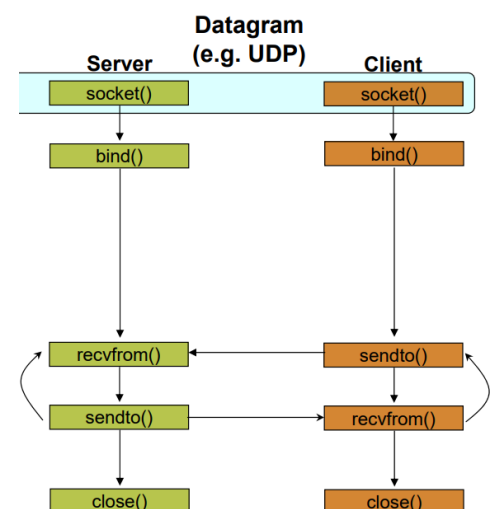 Datagram
(e.g. UDP)
Server
Client
socket()
socket()
bind()
bind()
recvfrom()
sendto()
sendto()
recvfrom()
close()
close()